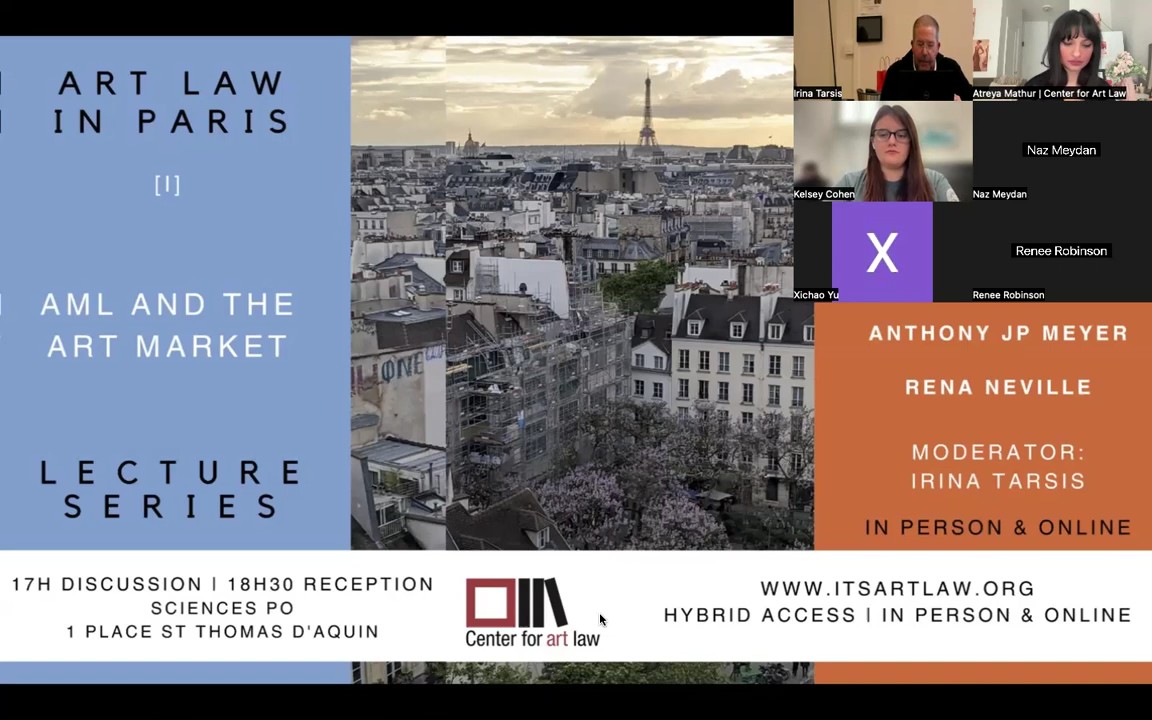 ART LAW
IN PARIS
[I]
AML AND THE
ART MARKET
LECTURE
SERIES
Irina Tarsis
Atreya Mathur | Center for Art Law
Kelsey Cohen
Naz Meydan
Naz Meydan
X
Xichao Yu
Renee Robinson
Renee Robinson
ANTHONY JP MEYER
RENA NEVILLE
MODERATOR:
IRINA TARSIS
IN PERSON & ONLINE
17H DISCUSSION | 18H30 RECEPTION
SCIENCES PO
1 PLACE ST THOMAS D'AQUIN
Center for art law
WWW.ITSARTLAW.ORG
HYBRID ACCESS | IN PERSON & ONLINE